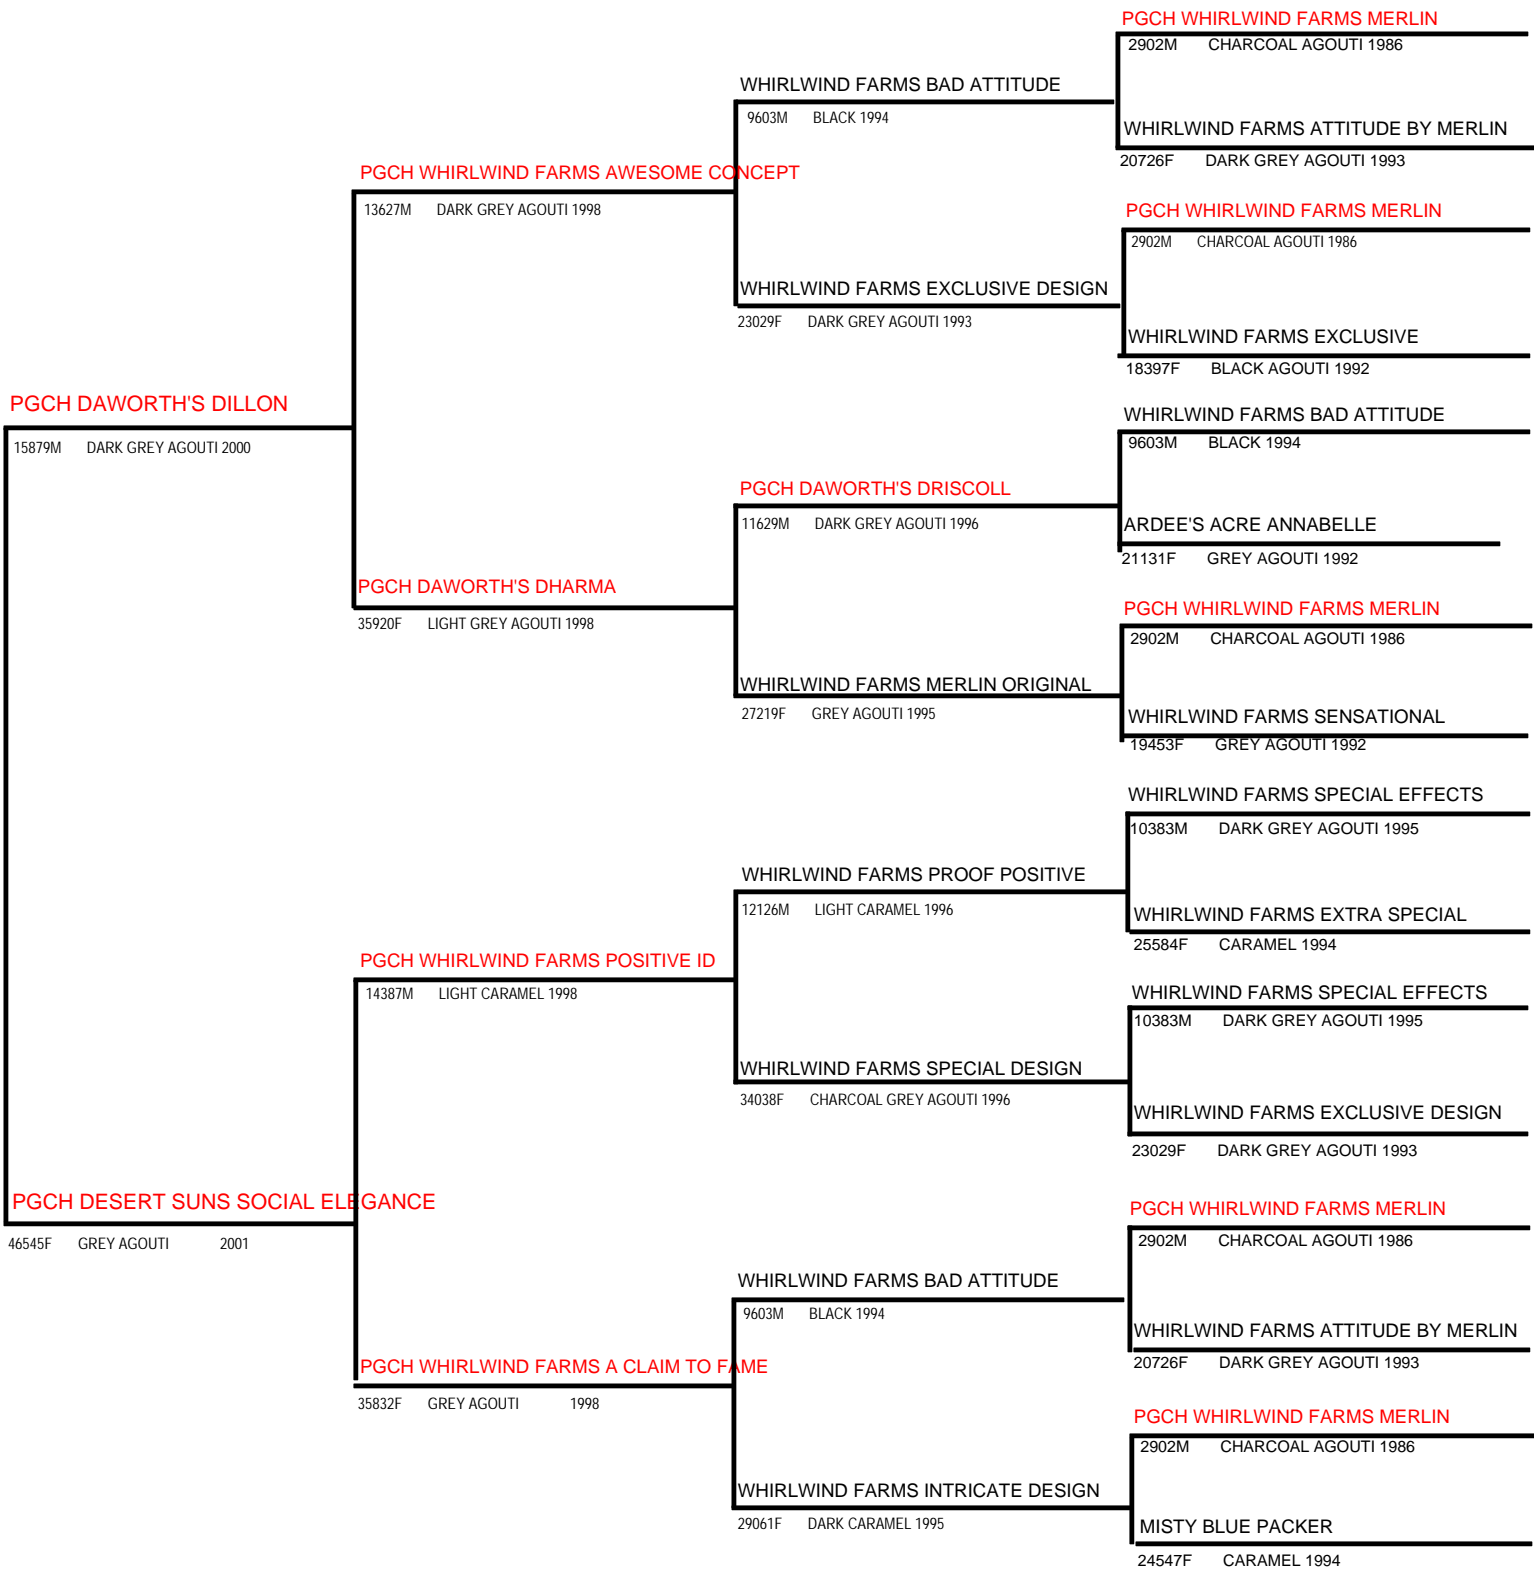 PGCH WHIRLWIND FARMS MERLIN
2902M CHARCOAL AGOUTI 1986
WHIRLWIND FARMS BAD ATTITUDE
9603M BLACK 1994
WHIRLWIND FARMS ATTITUDE BY MERLIN
20726F DARK GREY AGOUTI 1993
PGCH WHIRLWIND FARMS AWESOME CONCEPT
13627M DARK GREY AGOUTI 1998
PGCH WHIRLWIND FARMS MERLIN
2902M CHARCOAL AGOUTI 1986
WHIRLWIND FARMS EXCLUSIVE DESIGN
23029F DARK GREY AGOUTI 1993
WHIRLWIND FARMS EXCLUSIVE
18397F BLACK AGOUTI 1992
PGCH DAWORTH'S DILLON
15879M DARK GREY AGOUTI 2000
WHIRLWIND FARMS BAD ATTITUDE
9603M BLACK 1994
PGCH DAWORTH'S DRISCOLL
11629M DARK GREY AGOUTI 1996
ARDEE'S ACRE ANNABELLE
21131F GREY AGOUTI 1992
PGCH DAWORTH'S DHARMA
35920F LIGHT GREY AGOUTI 1998
PGCH WHIRLWIND FARMS MERLIN
2902M CHARCOAL AGOUTI 1986
WHIRLWIND FARMS MERLIN ORIGINAL
27219F GREY AGOUTI 1995
WHIRLWIND FARMS SENSATIONAL
19453F GREY AGOUTI 1992
WHIRLWIND FARMS SPECIAL EFFECTS
10383M DARK GREY AGOUTI 1995
WHIRLWIND FARMS PROOF POSITIVE
12126M LIGHT CARAMEL 1996
WHIRLWIND FARMS EXTRA SPECIAL
25584F CARAMEL 1994
PGCH WHIRLWIND FARMS POSITIVE ID
14387M LIGHT CARAMEL 1998
WHIRLWIND FARMS SPECIAL EFFECTS
10383M DARK GREY AGOUTI 1995
WHIRLWIND FARMS SPECIAL DESIGN
34038F CHARCOAL GREY AGOUTI 1996
WHIRLWIND FARMS EXCLUSIVE DESIGN
23029F DARK GREY AGOUTI 1993
PGCH DESERT SUNS SOCIAL ELEGANCE
46545F GREY AGOUTI 2001
PGCH WHIRLWIND FARMS MERLIN
2902M CHARCOAL AGOUTI 1986
WHIRLWIND FARMS BAD ATTITUDE
9603M BLACK 1994
WHIRLWIND FARMS ATTITUDE BY MERLIN
20726F DARK GREY AGOUTI 1993
PGCH WHIRLWIND FARMS A CLAIM TO FAME
35832F GREY AGOUTI 1998
PGCH WHIRLWIND FARMS MERLIN
2902M CHARCOAL AGOUTI 1986
WHIRLWIND FARMS INTRICATE DESIGN
29061F DARK CARAMEL 1995
MISTY BLUE PACKER
24547F CARAMEL 1994